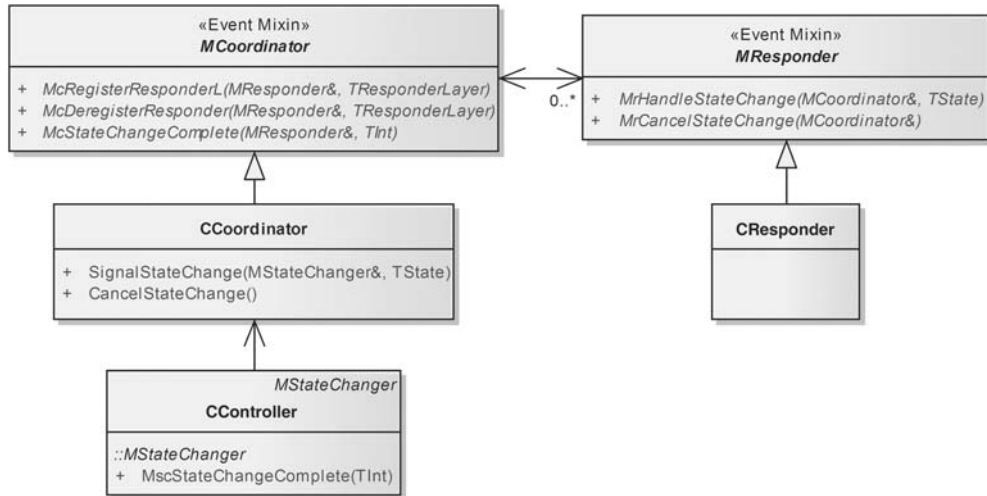 «Event Mixin»
MCoordinator
+ McRegisterResponderL(MResponder&, TResponderLayer)
+ McDeregisterResponder(MResponder&, TResponderLayer)
+ McStateChangeComplete(MResponder&, TInt)
«Event Mixin»
MResponder
+ MrHandleStateChange(MCoordinator&, TState)
+ MrCancelStateChange(MCoordinator&)
0..*
CCoordinator
+ SignalStateChange(MStateChanger&, TState)
+ CancelStateChange()
CResponder
MStateChanger
CController
::MStateChanger
+ MscStateChangeComplete(TInt)